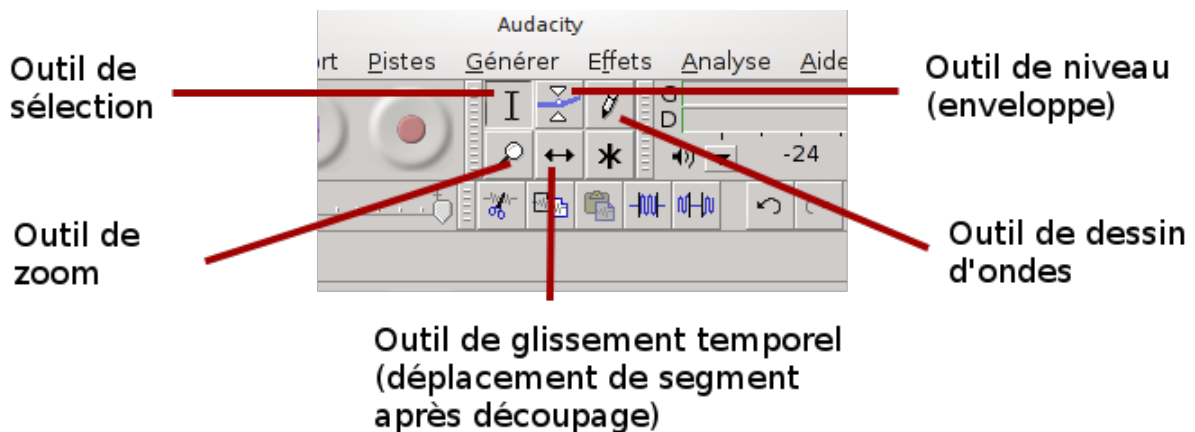 Audacity
Pistes Générer Effets Analyse Aide
Outil de
sélection
Outil de niveau
(enveloppe)
G
D
-24
Outil de
zoom
Outil de dessin
d'ondes
Outil de glissement temporel
(déplacement de segment
après découpage)